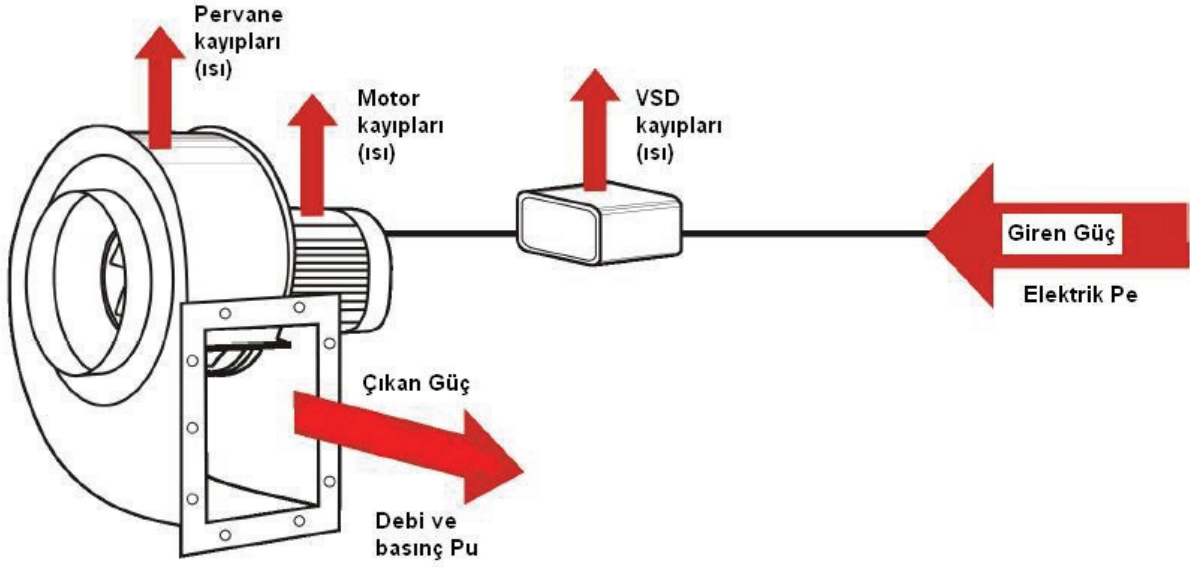 Pervane
kayıpları
(ısı)
Motor
kayıpları
(ısı)
VSD
kayıpları
(ısı)
Giren Güç
Elektrik Pe
Çıkan Güç
Debi ve
basınç Pu